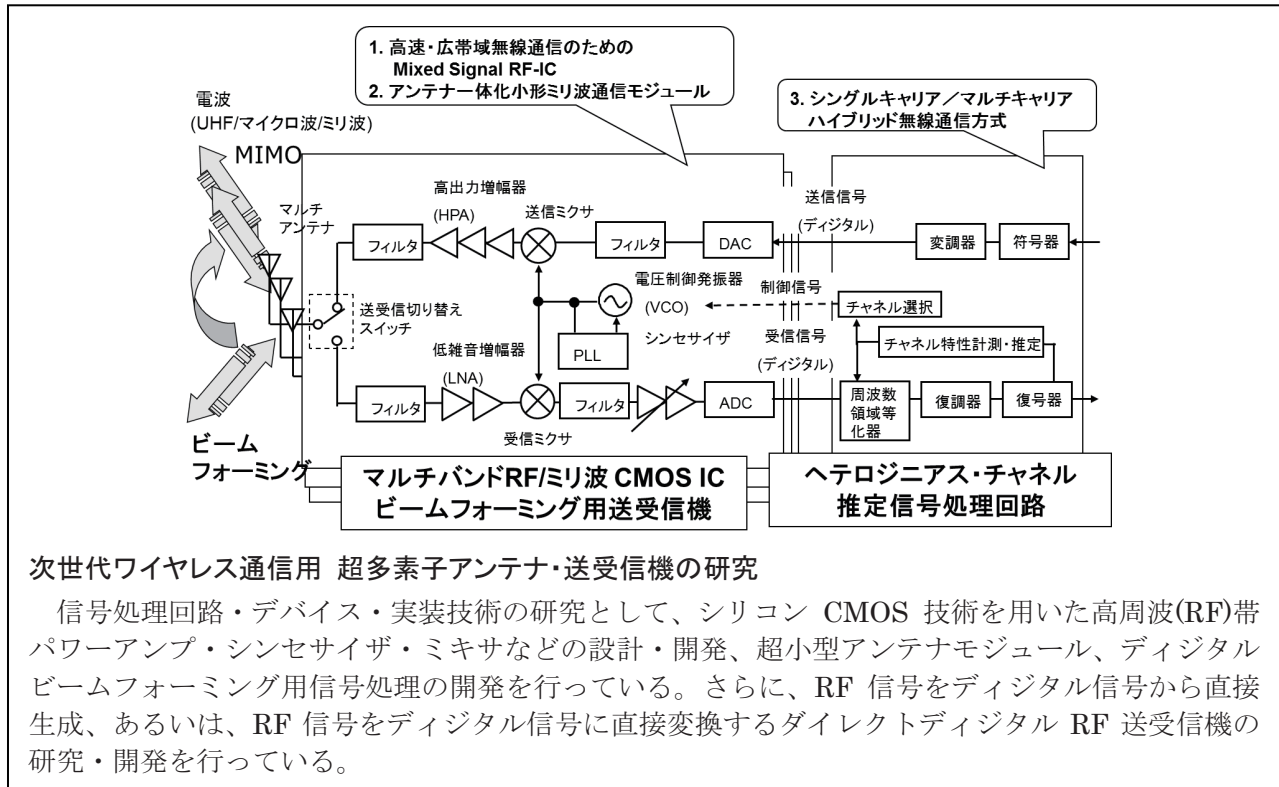 1. 高速・広帯域無線通信のための
Mixed Signal RF-IC
2. アンテナ一体化小形ミリ波通信モジュール
3. シングルキャリア／マルチキャリア
ハイブリッド無線通信方式
電波
(UHF/マイクロ波/ミリ波)
MIMO
マルチ
アンテナ
高出力増幅器
(HPA)
送信ミクサ
フィルタ
フィルタ
DAC
送信信号
(ディジタル)
変調器
符号器
電圧制御発振器
(VCO)
制御信号
チャネル選択
送受信切り替え
スイッチ
PLL
シンセサイザ
受信信号
(ディジタル)
チャネル特性計測・推定
低雑音増幅器
(LNA)
フィルタ
フィルタ
ADC
周波数
領域等
化器
復調器
復号器
受信ミクサ
ビーム
フォーミング
マルチバンドRF/ミリ波 CMOS IC
ビームフォーミング用送受信機
ヘテロジニアス・チャネル
推定信号処理回路
次世代ワイヤレス通信用 超多素子アンテナ・送受信機の研究
信号処理回路・デバイス・実装技術の研究として、シリコン CMOS 技術を用いた高周波(RF)帯
パワーアンプ・シンセサイザ・ミキサなどの設計・開発、超小型アンテナモジュール、ディジタル
ビームフォーミング用信号処理の開発を行っている。さらに、RF 信号をディジタル信号から直接
生成、あるいは、RF 信号をディジタル信号に直接変換するダイレクトディジタル RF 送受信機の
研究・開発を行っている。